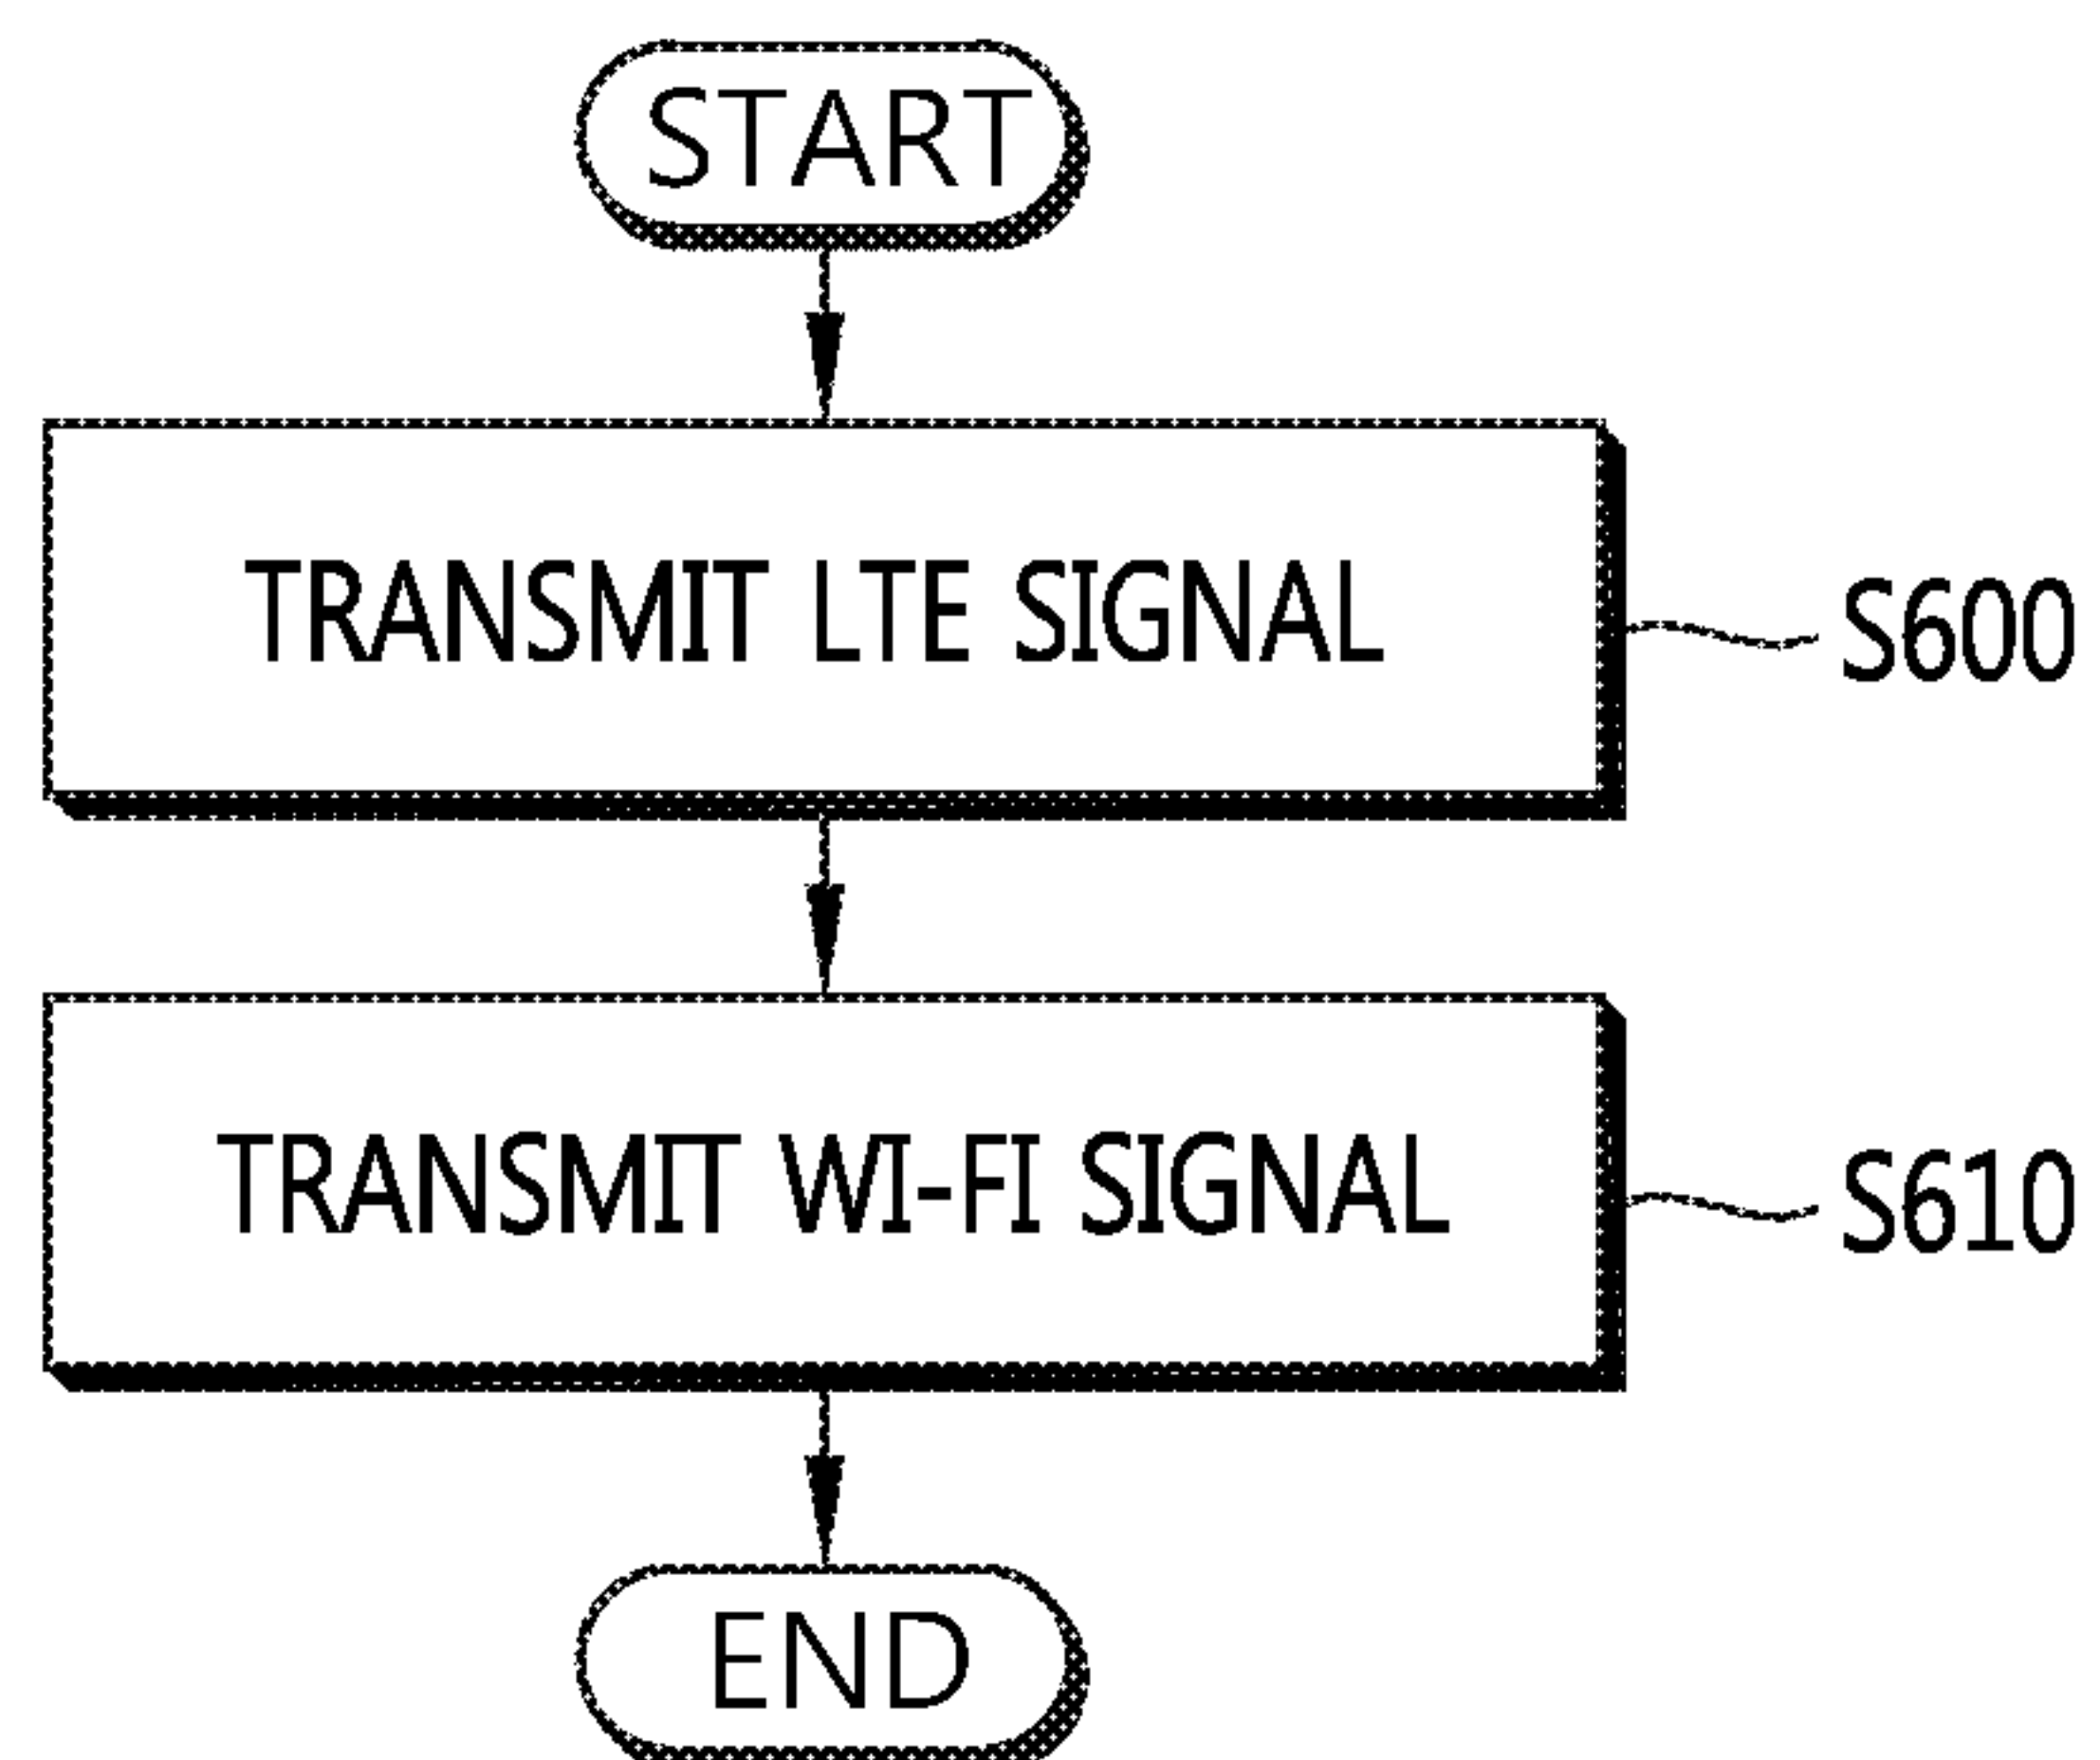 START
TRANSMIT LTE SIGNAL
S600
TRANSMIT WI-FI SIGNAL
S610
END